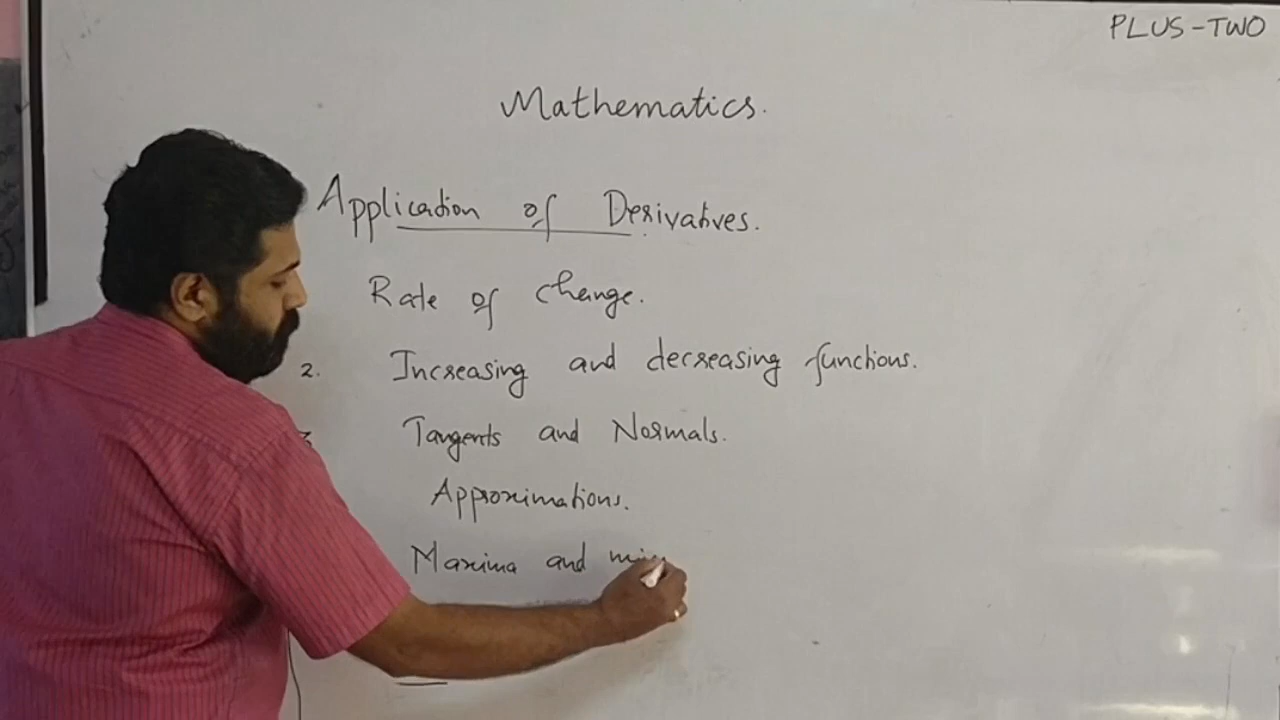 PLUS-TWO
Mathematics.
Application of Derivatives.
Rate of change.
2. Increasing and decreasing functions.
Tangents and Normals.
Approximations.
Maxima and